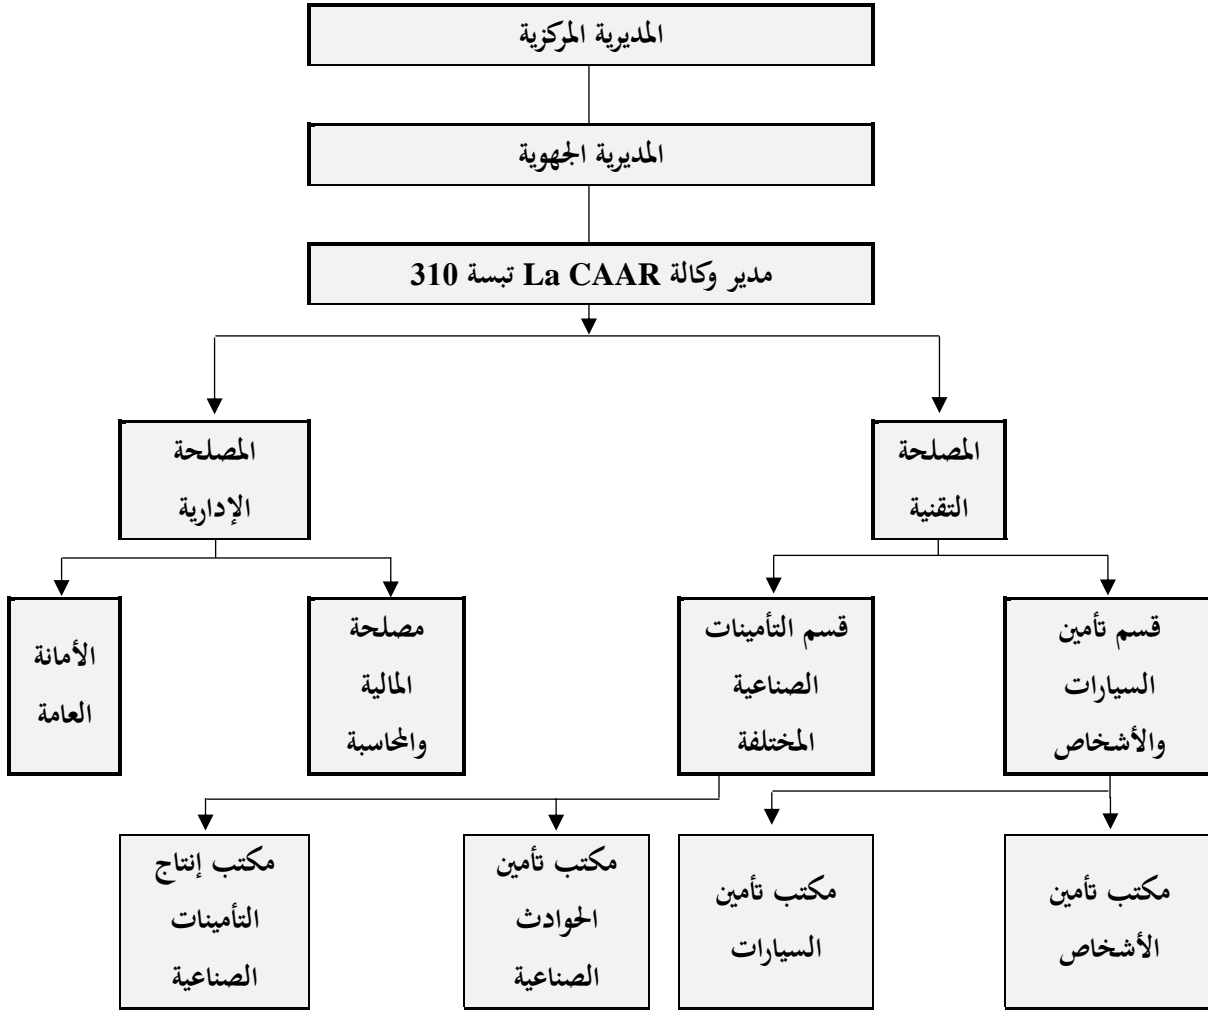 المديرية المركزية
المديرية الجهوية
مدير وكالة La CAAR تبسة 310
المصلحة
التقنية
المصلحة
الإدارية
قسم تأمين
السيارات
والأشخاص
قسم التأمينات
الصناعية
المختلفة
مصلحة
المالية
والمحاسبة
الأمانة
العامة
مكتب تأمين
الأشخاص
مكتب تأمين
السيارات
مكتب تأمين
الحوادث
الصناعية
مكتب إنتاج
التأمينات
الصناعية